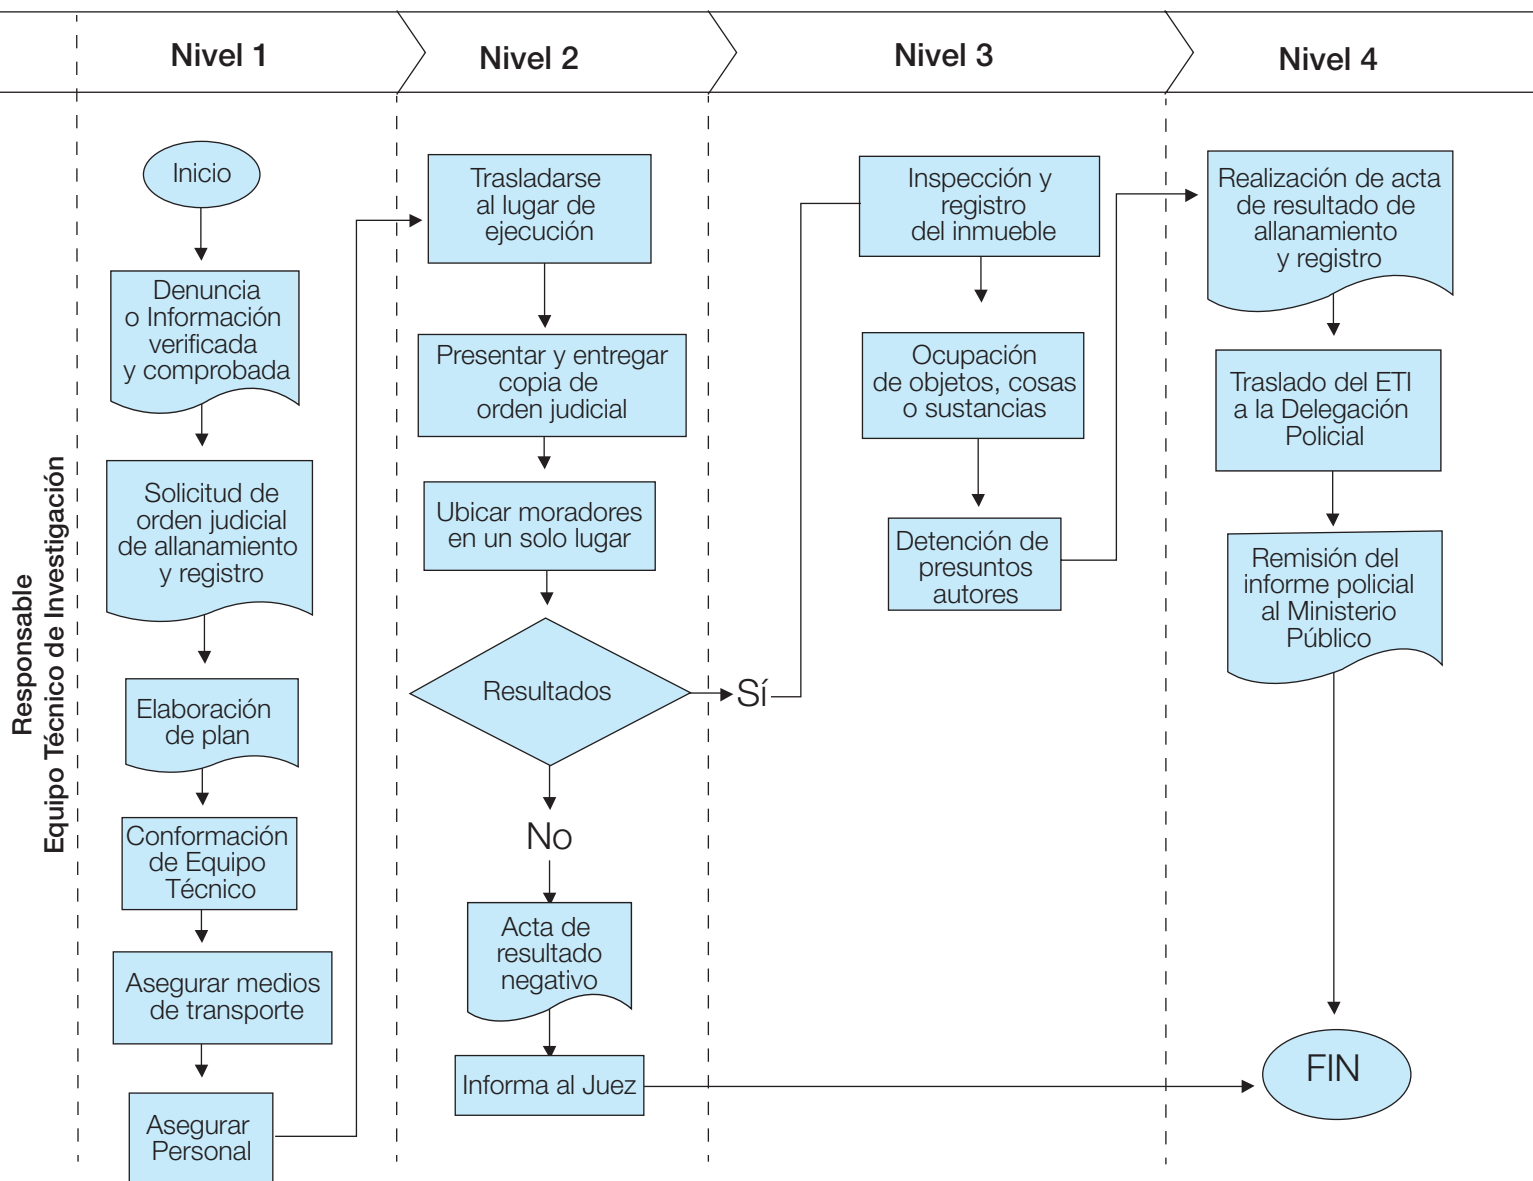 Nivel 1
Nivel 2
Nivel 3
Nivel 4
Responsable
Equipo Técnico de Investigación
Inicio
Denuncia
o Información
verificada
y comprobada
Solicitud de
orden judicial
de allanamiento
y registro
Elaboración
de plan
Conformación
de Equipo
Técnico
Asegurar medios
de transporte
Asegurar
Personal
Trasladarse
al lugar de
ejecución
Presentar y entregar
copia de
orden judicial
Ubicar moradores
en un solo lugar
Resultados
Sí
No
Acta de
resultado
negativo
Informa al Juez
Inspección y
registro
del inmueble
Ocupación
de objetos, cosas
o sustancias
Detención de
presuntos
autores
Realización de acta
de resultado de
allanamiento
y registro
Traslado del ETI
a la Delegación
Policial
Remisión del
informe policial
al Ministerio
Público
FIN